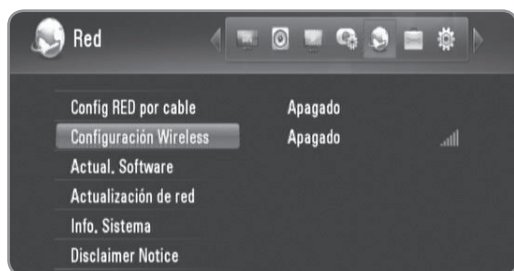 Red
Config RED por cable Apagado
Configuración Wireless Apagado
Actual. Software
Actualización de red
Info. Sistema
Disclaimer Notice